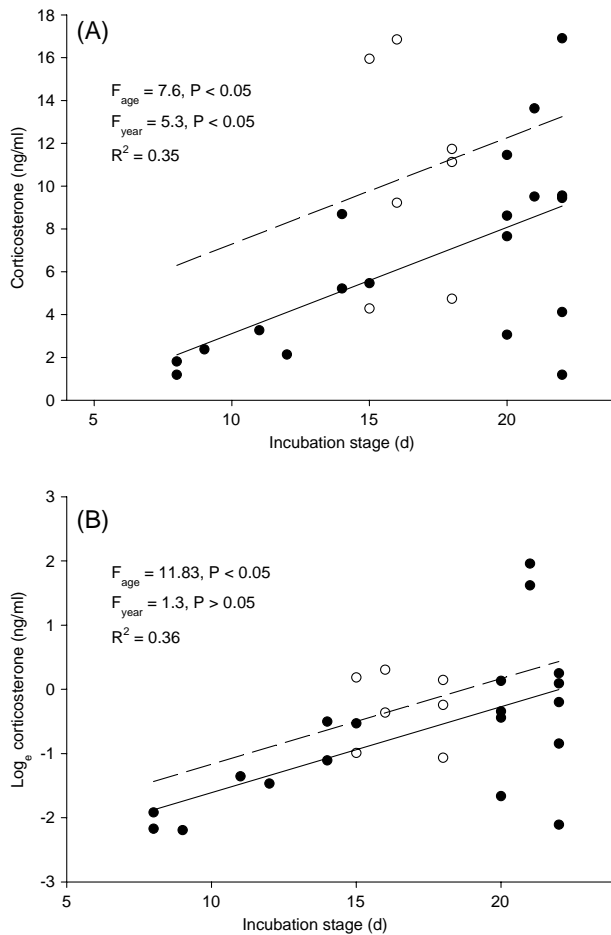 (A)
F_age = 7.6, P < 0.05
F_year = 5.3, P < 0.05
R² = 0.35
Corticosterone (ng/ml)
18
16
14
12
10
8
6
4
2
0
5 10 15 20
Incubation stage (d)
(B)
F_age = 11.83, P < 0.05
F_year = 1.3, P > 0.05
R² = 0.36
Log_e corticosterone (ng/ml)
3
2
1
0
-1
-2
-3
5 10 15 20
Incubation stage (d)